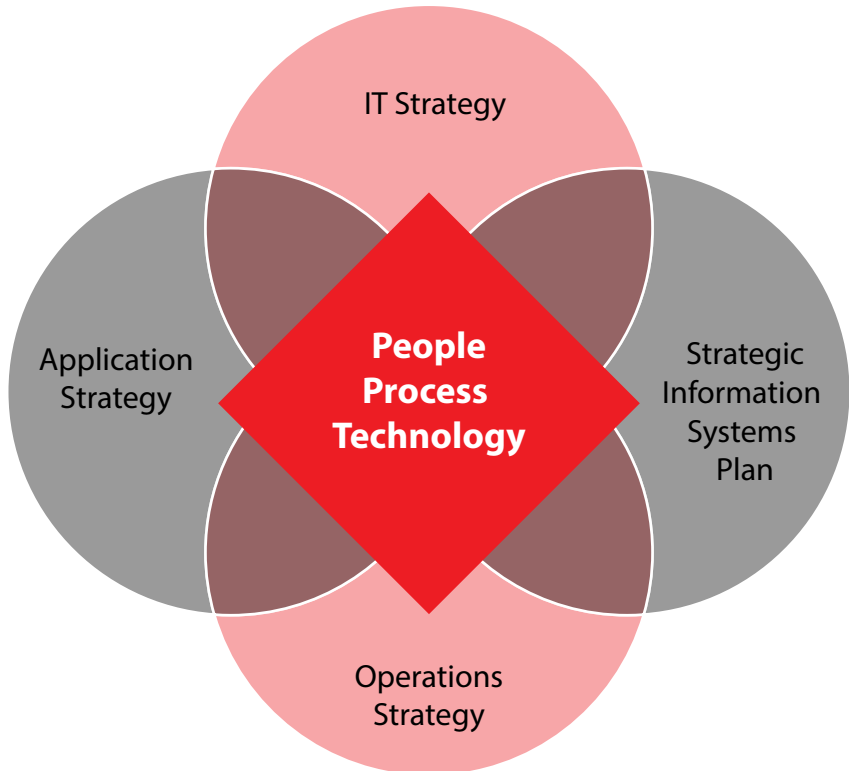 IT Strategy
Application
Strategy
People
Process
Technology
Strategic
Information
Systems
Plan
Operations
Strategy